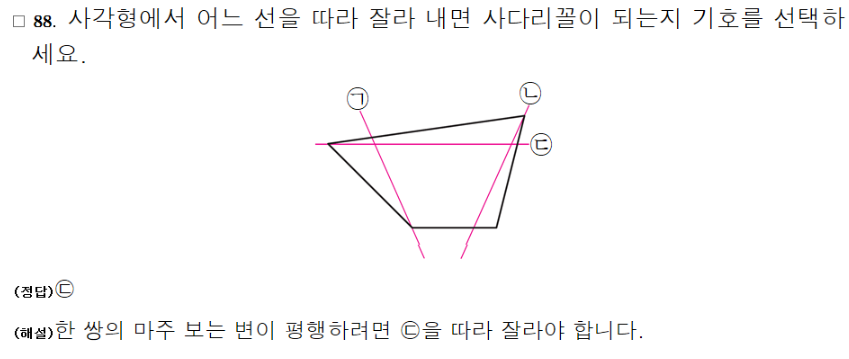 □ 88. 사각형에서 어느 선을 따라 잘라 내면 사다리꼴이 되는지 기호를 선택하
세요.
㉠
㉡
㉢
(정답)㉢
(해설)한 쌍의 마주 보는 변이 평행하려면 ㉢을 따라 잘라야 합니다.